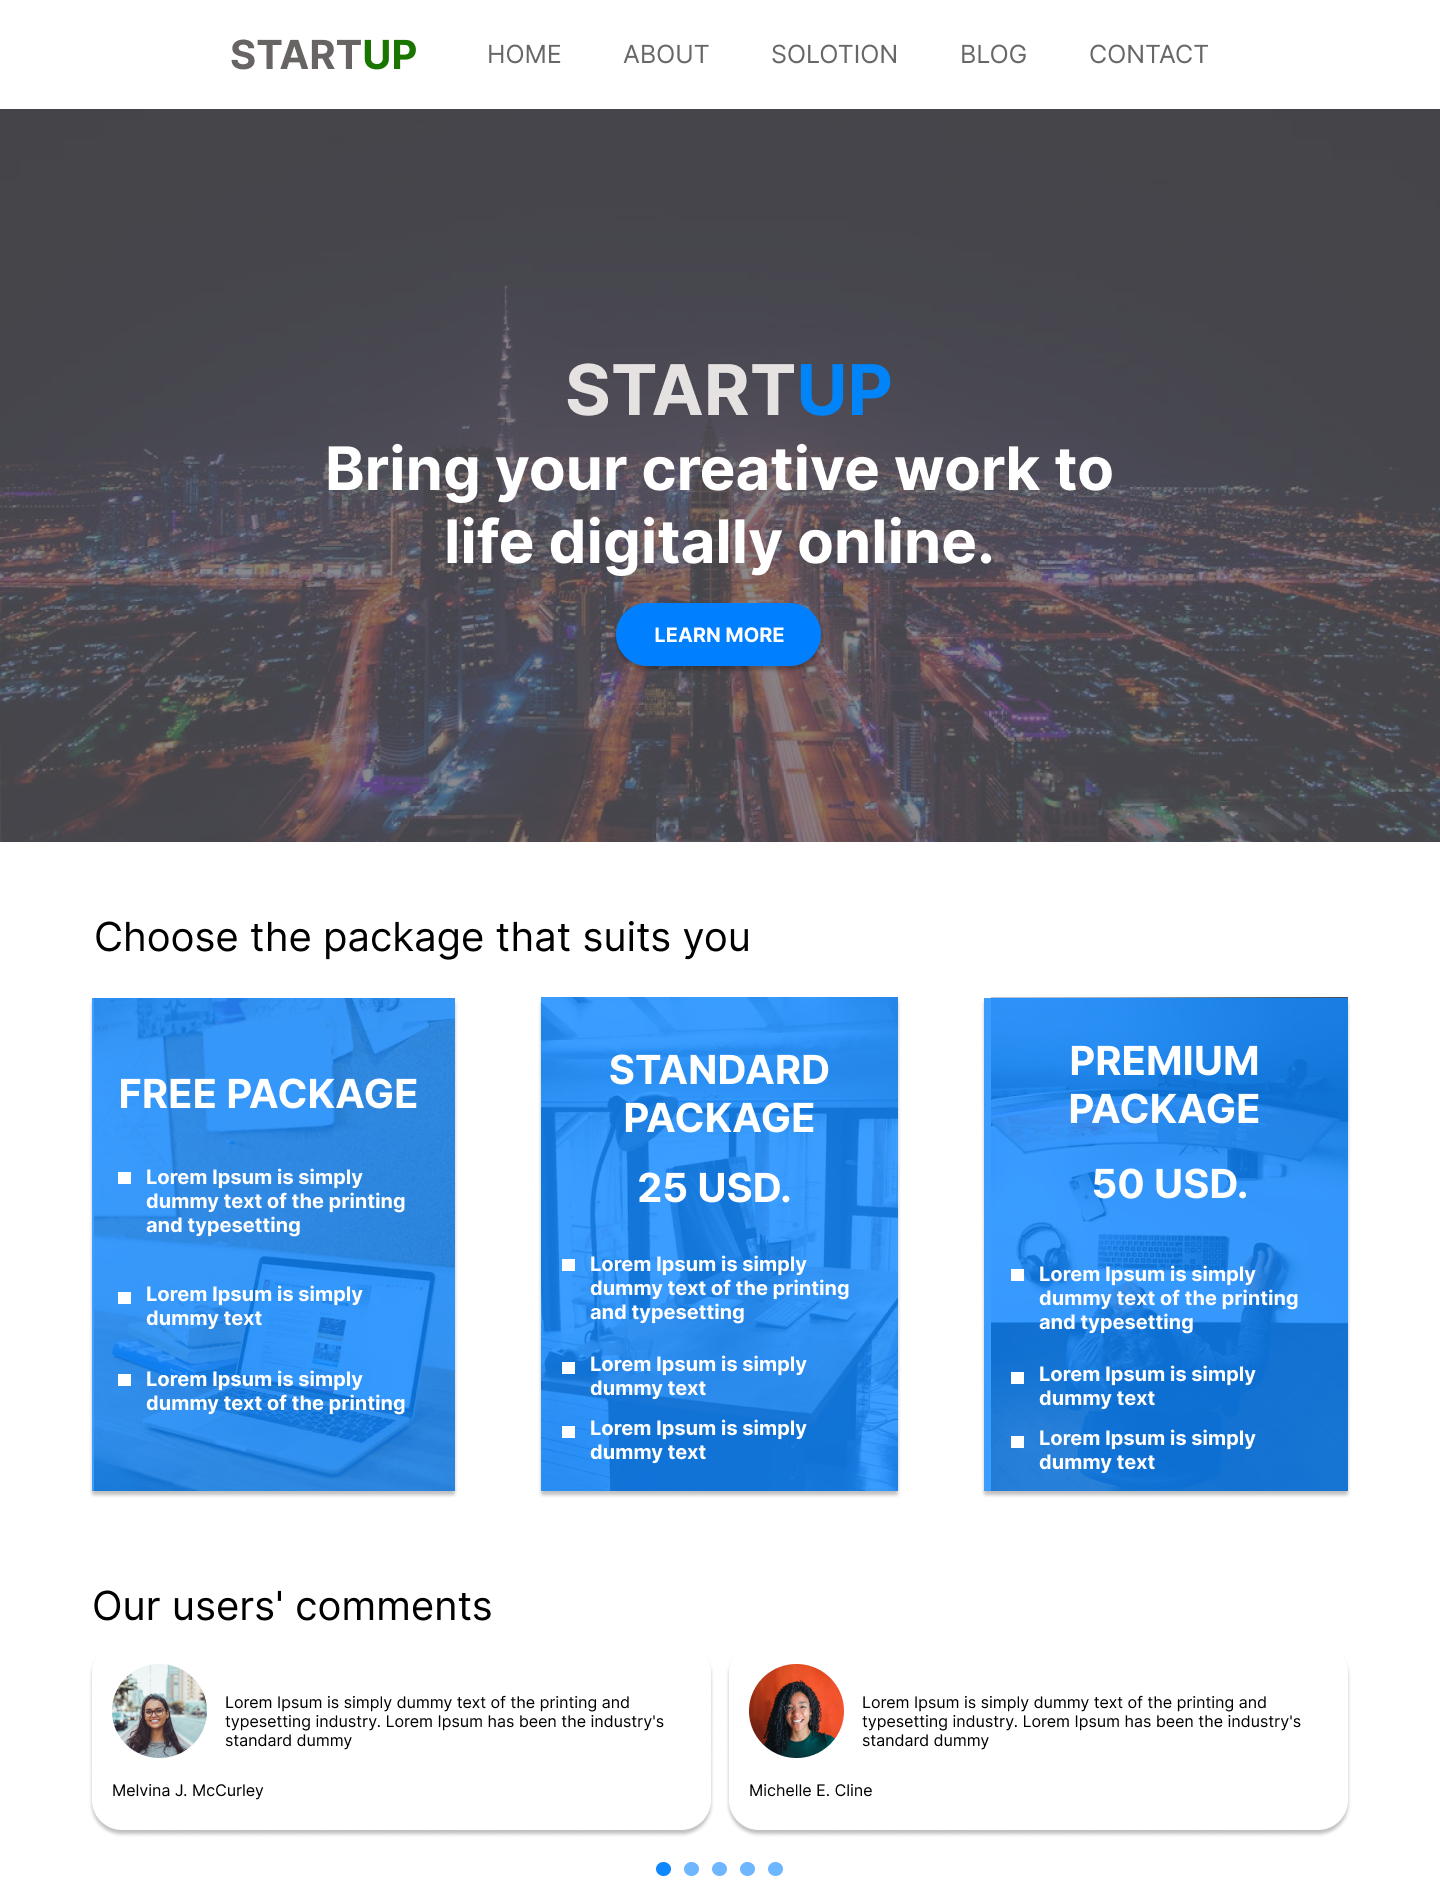 STARTUP HOME ABOUT SOLOTION BLOG CONTACT
STARTUP
Bring your creative work to
life digitally online.
LEARN MORE
Choose the package that suits you
FREE PACKAGE
Lorem Ipsum is simply
dummy text of the printing
and typesetting
Lorem Ipsum is simply
dummy text
Lorem Ipsum is simply
dummy text of the printing
STANDARD
PACKAGE
25 USD.
Lorem Ipsum is simply
dummy text of the printing
and typesetting
Lorem Ipsum is simply
dummy text
Lorem Ipsum is simply
dummy text
PREMIUM
PACKAGE
50 USD.
Lorem Ipsum is simply
dummy text of the printing
and typesetting
Lorem Ipsum is simply
dummy text
Lorem Ipsum is simply
dummy text
Our users' comments
Lorem Ipsum is simply dummy text of the printing and
typesetting industry. Lorem Ipsum has been the industry's
standard dummy
Melvina J. McCurley
Lorem Ipsum is simply dummy text of the printing and
typesetting industry. Lorem Ipsum has been the industry's
standard dummy
Michelle E. Cline